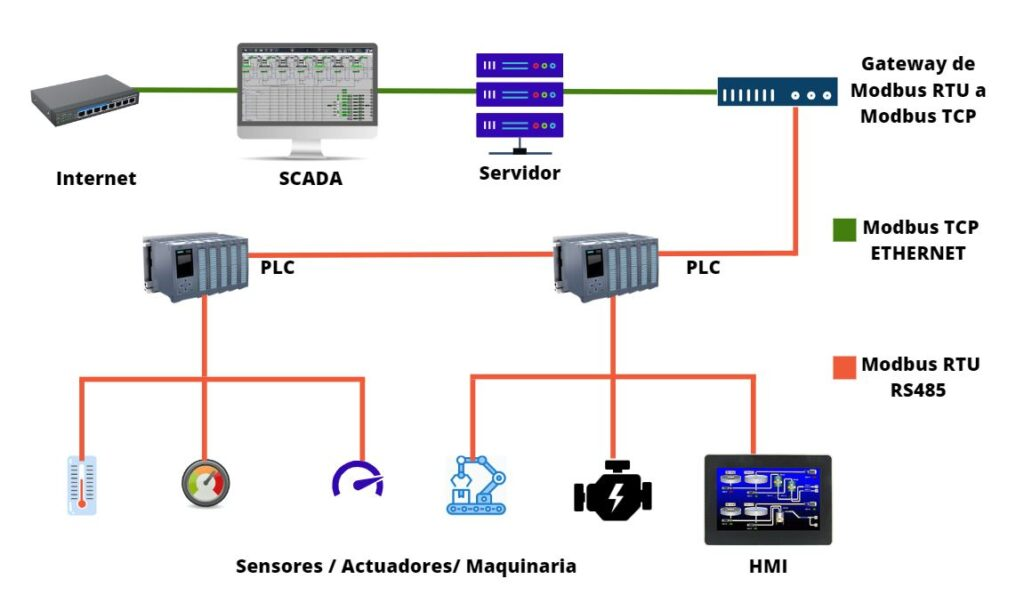 Gateway de
Modbus RTU a
Modbus TCP
Internet
SCADA
Servidor
Modbus TCP
ETHERNET
PLC
PLC
Modbus RTU
RS485
Sensores / Actuadores/ Maquinaria
HMI